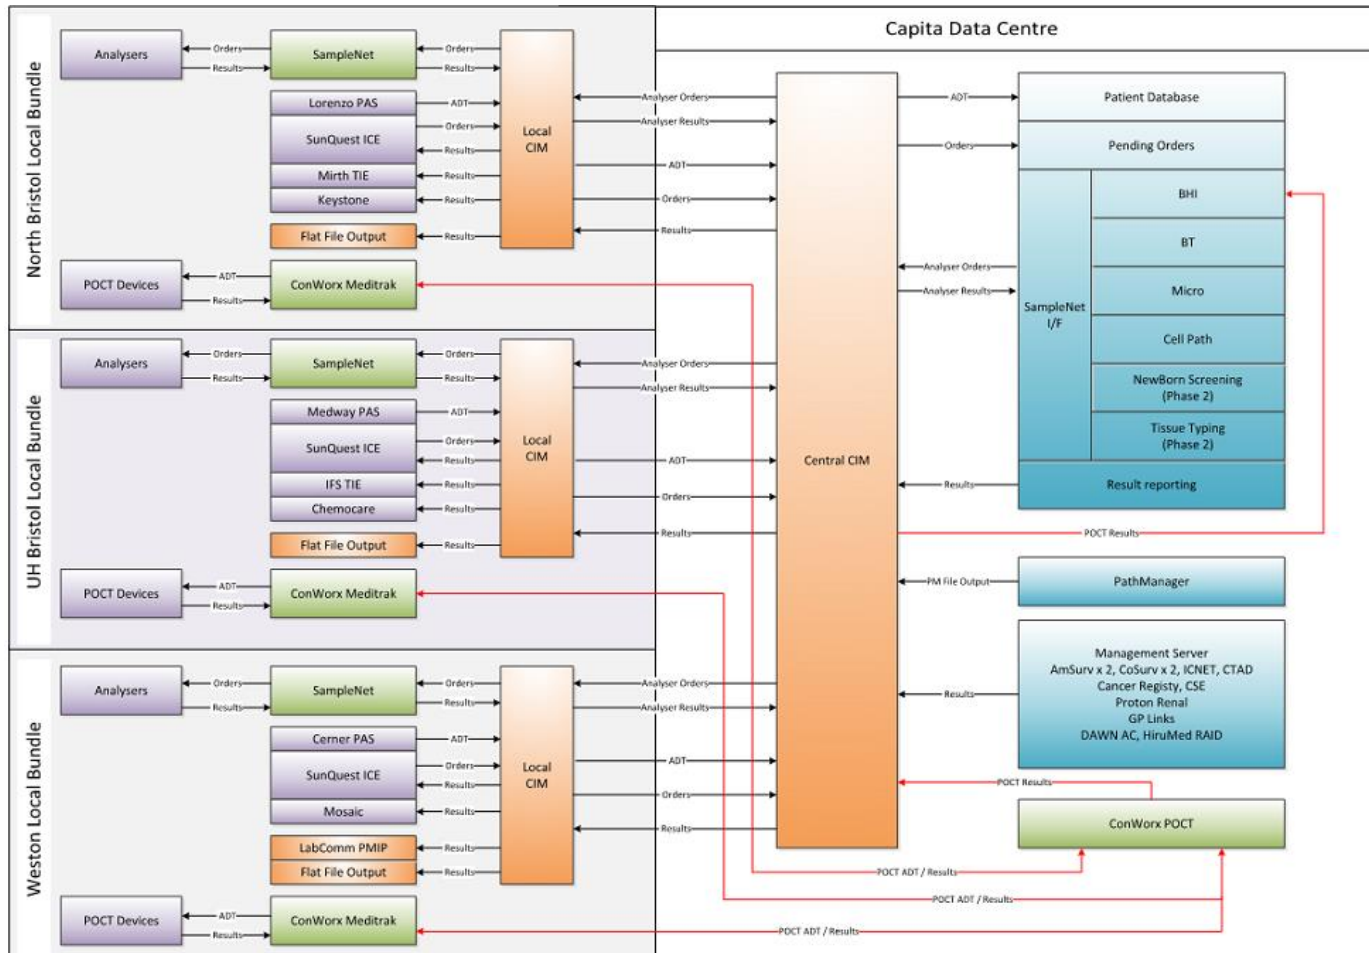 Capita Data Centre
North Bristol Local Bundle
Analysers
Orders
Results
SampleNet
Orders
Results
Lorenzo PAS
ADT
SunQuest ICE
Orders
Results
Mirth TIE
Results
Keystone
Results
Flat File Output
Results
Local
CIM
POCT Devices
ADT
Results
ConWorx Meditrak
Analyser Orders
Analyser Results
ADT
Orders
Results
UH Bristol Local Bundle
Analysers
Orders
Results
SampleNet
Orders
Results
Medway PAS
ADT
SunQuest ICE
Orders
Results
IFS TIE
Results
Chemocare
Results
Flat File Output
Results
Local
CIM
POCT Devices
ADT
Results
ConWorx Meditrak
Analyser Orders
Analyser Results
ADT
Orders
Results
Weston Local Bundle
Analysers
Orders
Results
SampleNet
Orders
Results
Cerner PAS
ADT
SunQuest ICE
Orders
Results
Mosaic
Results
LabComm PMIP
Results
Flat File Output
Results
Local
CIM
POCT Devices
ADT
Results
ConWorx Meditrak
Analyser Orders
Analyser Results
ADT
Orders
Results
Central CIM
ADT
Patient Database
Orders
Pending Orders
Analyser Orders
Analyser Results
SampleNet
I/F
BHI
BT
Micro
Cell Path
NewBorn Screening
(Phase 2)
Tissue Typing
(Phase 2)
Results
Result reporting
POCT Results
PM File Output
PathManager
Results
Management Server
AmSurv x 2, CoSurv x 2, ICNET, CTAD
Cancer Registy, CSE
Proton Renal
GP Links
DAWN AC, HiruMed RAID
POCT Results
ConWorx POCT
POCT ADT / Results
POCT ADT / Results
POCT ADT / Results